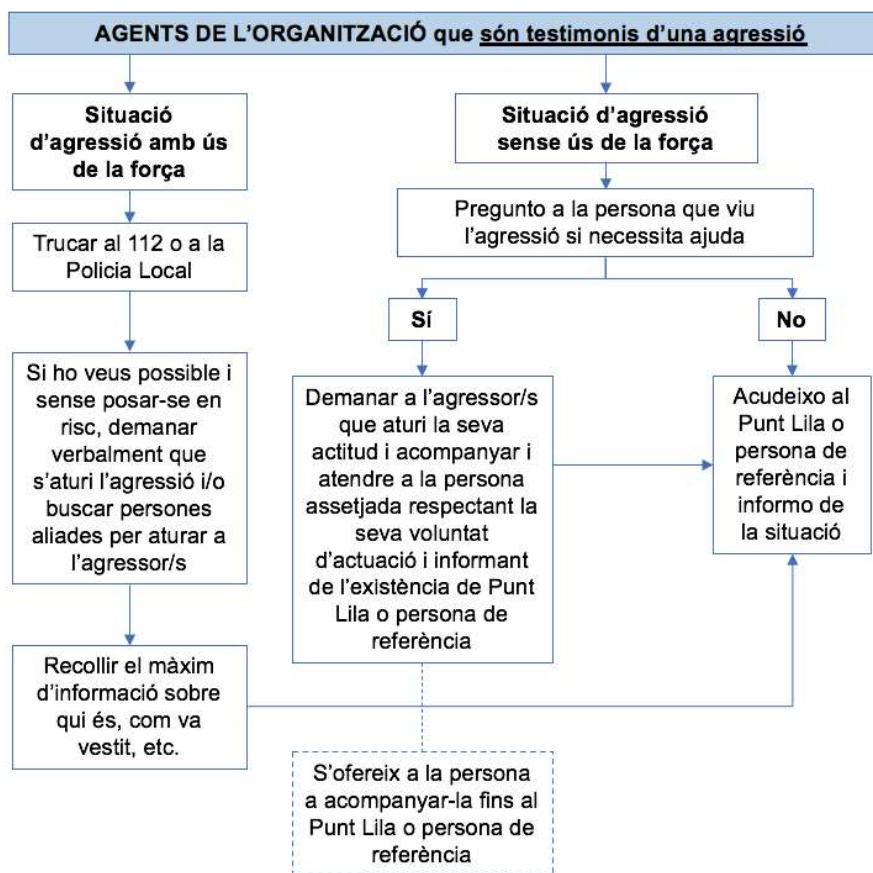 AGENTS DE L’ORGANITZACIÓ que són testimonis d’una agressió
Situació
d’agressió amb ús
de la força
Trucar al 112 o a la
Policia Local
Si ho veus possible i
sense posar-se en
risc, demanar
verbalment que
s’aturi l’agressió i/o
buscar persones
aliades per aturar a
l’agressor/s
Recollir el màxim
d’informació sobre
qui és, com va
vestit, etc.
Situació d’agressió
sense ús de la força
Pregunto a la persona que viu
l’agressió si necessita ajuda
Sí
Demanar a l’agressor/s
que aturi la seva
actitud i acompanyar i
atendre a la persona
assetjada respectant la
seva voluntat
d’actuació i informant
de l’existència de Punt
Lila o persona de
referència
S’ofereix a la persona
a acompanyar-la fins al
Punt Lila o persona de
referència
No
Acudeixo al
Punt Lila o
persona de
referència i
informo de
la situació